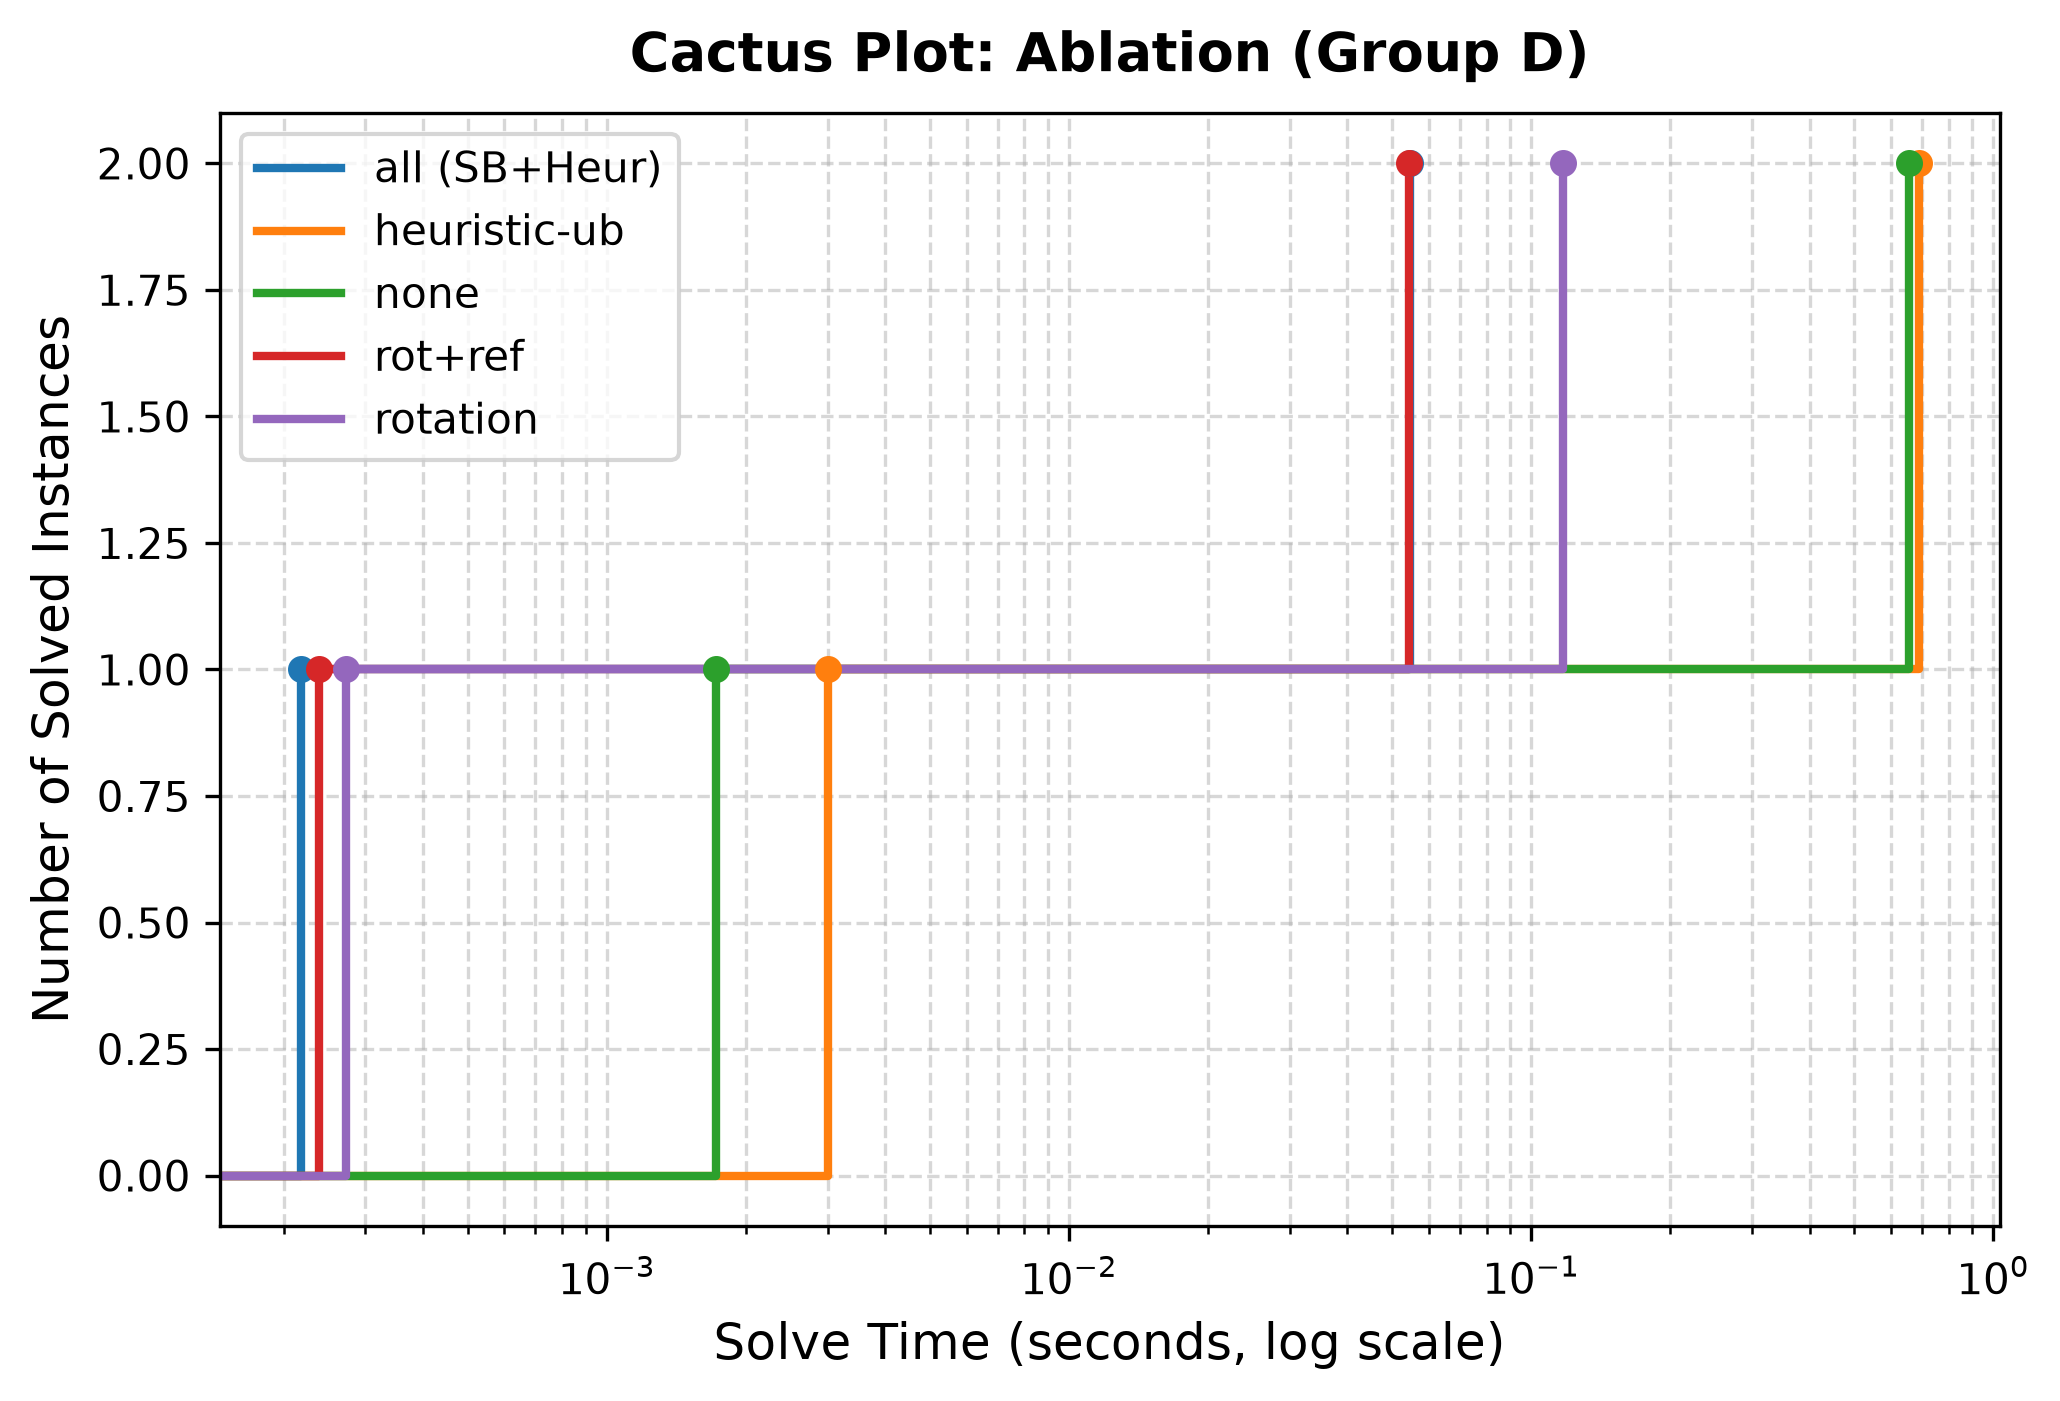 Cactus Plot: Ablation (Group D)
all (SB+Heur)
heuristic-ub
none
rot+ref
rotation
Number of Solved Instances
2.00
1.75
1.50
1.25
1.00
0.75
0.50
0.25
0.00
10⁻³ 10⁻² 10⁻¹ 10⁰
Solve Time (seconds, log scale)